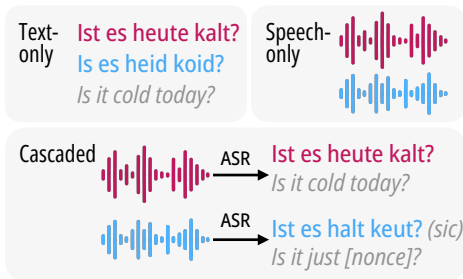 Text-
only
Ist es heute kalt?
Is es heid koid?
Is it cold today?
Speech-
only
Cascaded
ASR
Ist es heute kalt?
Is it cold today?
ASR
Ist es halt keut? (sic)
Is it just [nonce]?